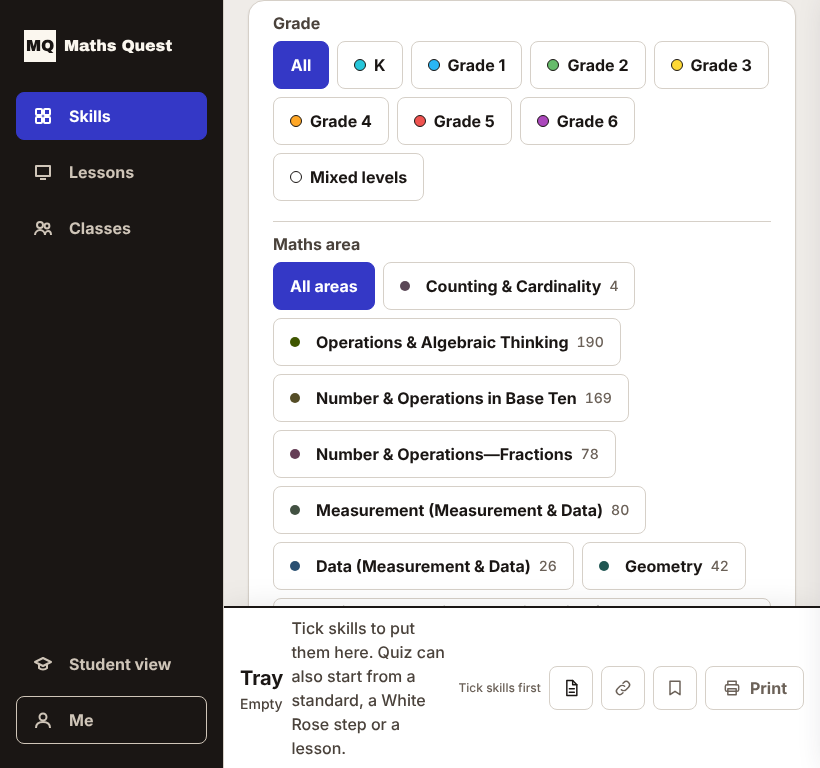 MQ Maths Quest
Skills
Lessons
Classes
Student view
Me
Grade
All
K
Grade 1
Grade 2
Grade 3
Grade 4
Grade 5
Grade 6
Mixed levels
Maths area
All areas
Counting & Cardinality 4
Operations & Algebraic Thinking 190
Number & Operations in Base Ten 169
Number & Operations—Fractions 78
Measurement (Measurement & Data) 80
Data (Measurement & Data) 26
Geometry 42
Tray
Empty
Tick skills to put
them here. Quiz can
also start from a
standard, a White
Rose step or a
lesson.
Tick skills first
Print